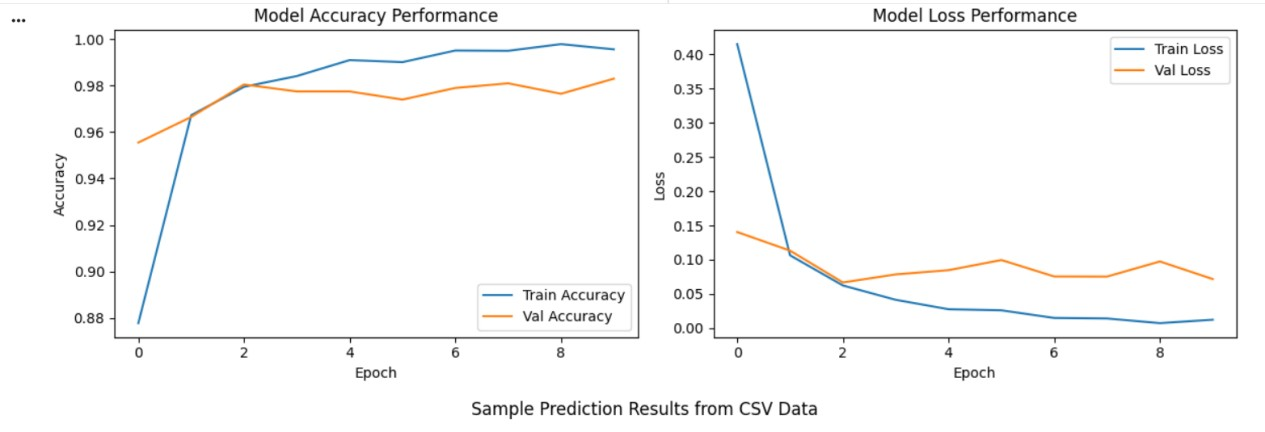 ...
Model Accuracy Performance
1.00
0.98
0.96
0.94
0.92
0.90
0.88
Accuracy
Train Accuracy
Val Accuracy
0 2 4 6 8
Epoch
Model Loss Performance
0.40
0.35
0.30
0.25
0.20
0.15
0.10
0.05
0.00
Loss
Train Loss
Val Loss
0 2 4 6 8
Epoch
Sample Prediction Results from CSV Data